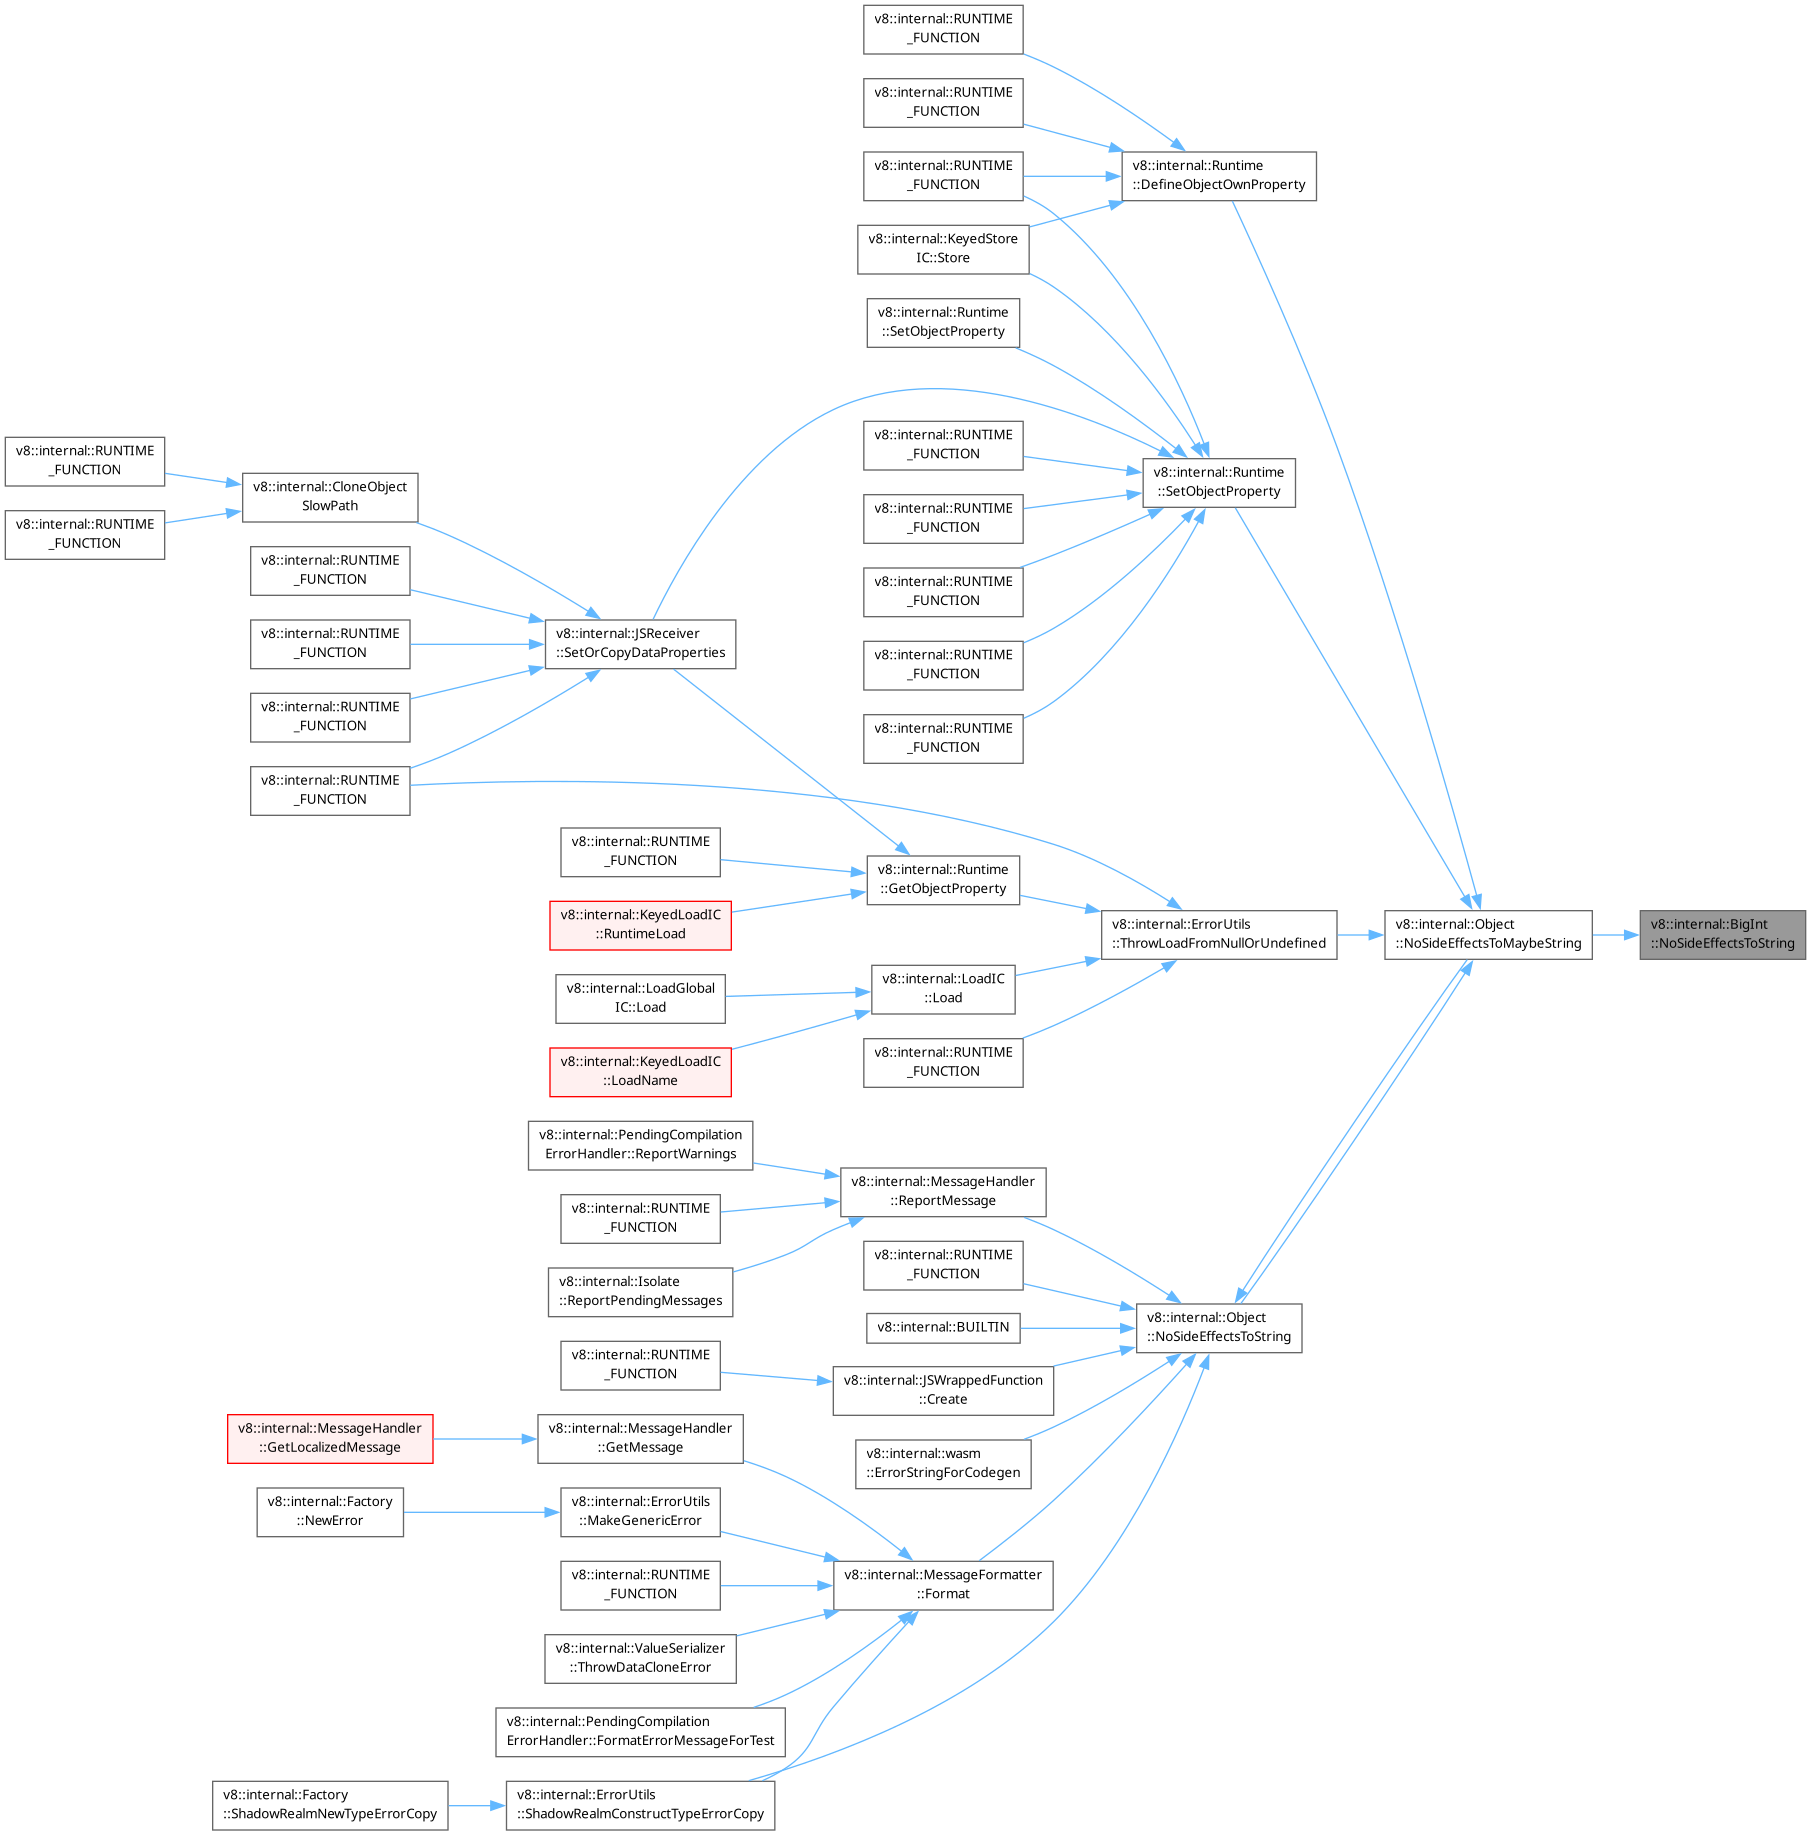 v8::internal::RUNTIME
_FUNCTION
v8::internal::RUNTIME
_FUNCTION
v8::internal::RUNTIME
_FUNCTION
v8::internal::Runtime
::DefineObjectOwnProperty
v8::internal::KeyedStore
IC::Store
v8::internal::Runtime
::SetObjectProperty
v8::internal::RUNTIME
_FUNCTION
v8::internal::RUNTIME
_FUNCTION
v8::internal::Runtime
::SetObjectProperty
v8::internal::CloneObject
SlowPath
v8::internal::RUNTIME
_FUNCTION
v8::internal::RUNTIME
_FUNCTION
v8::internal::RUNTIME
_FUNCTION
v8::internal::RUNTIME
_FUNCTION
v8::internal::RUNTIME
_FUNCTION
v8::internal::JSReceiver
::SetOrCopyDataProperties
v8::internal::RUNTIME
_FUNCTION
v8::internal::RUNTIME
_FUNCTION
v8::internal::RUNTIME
_FUNCTION
v8::internal::RUNTIME
_FUNCTION
v8::internal::RUNTIME
_FUNCTION
v8::internal::RUNTIME
_FUNCTION
v8::internal::Runtime
::GetObjectProperty
v8::internal::KeyedLoadIC
::RuntimeLoad
v8::internal::ErrorUtils
::ThrowLoadFromNullOrUndefined
v8::internal::Object
::NoSideEffectsToMaybeString
v8::internal::BigInt
::NoSideEffectsToString
v8::internal::LoadGlobal
IC::Load
v8::internal::LoadIC
::Load
v8::internal::KeyedLoadIC
::LoadName
v8::internal::RUNTIME
_FUNCTION
v8::internal::PendingCompilation
ErrorHandler::ReportWarnings
v8::internal::MessageHandler
::ReportMessage
v8::internal::RUNTIME
_FUNCTION
v8::internal::RUNTIME
_FUNCTION
v8::internal::Isolate
::ReportPendingMessages
v8::internal::BUILTIN
v8::internal::Object
::NoSideEffectsToString
v8::internal::RUNTIME
_FUNCTION
v8::internal::JSWrappedFunction
::Create
v8::internal::MessageHandler
::GetLocalizedMessage
v8::internal::MessageHandler
::GetMessage
v8::internal::wasm
::ErrorStringForCodegen
v8::internal::Factory
::NewError
v8::internal::ErrorUtils
::MakeGenericError
v8::internal::RUNTIME
_FUNCTION
v8::internal::MessageFormatter
::Format
v8::internal::ValueSerializer
::ThrowDataCloneError
v8::internal::PendingCompilation
ErrorHandler::FormatErrorMessageForTest
v8::internal::Factory
::ShadowRealmNewTypeErrorCopy
v8::internal::ErrorUtils
::ShadowRealmConstructTypeErrorCopy